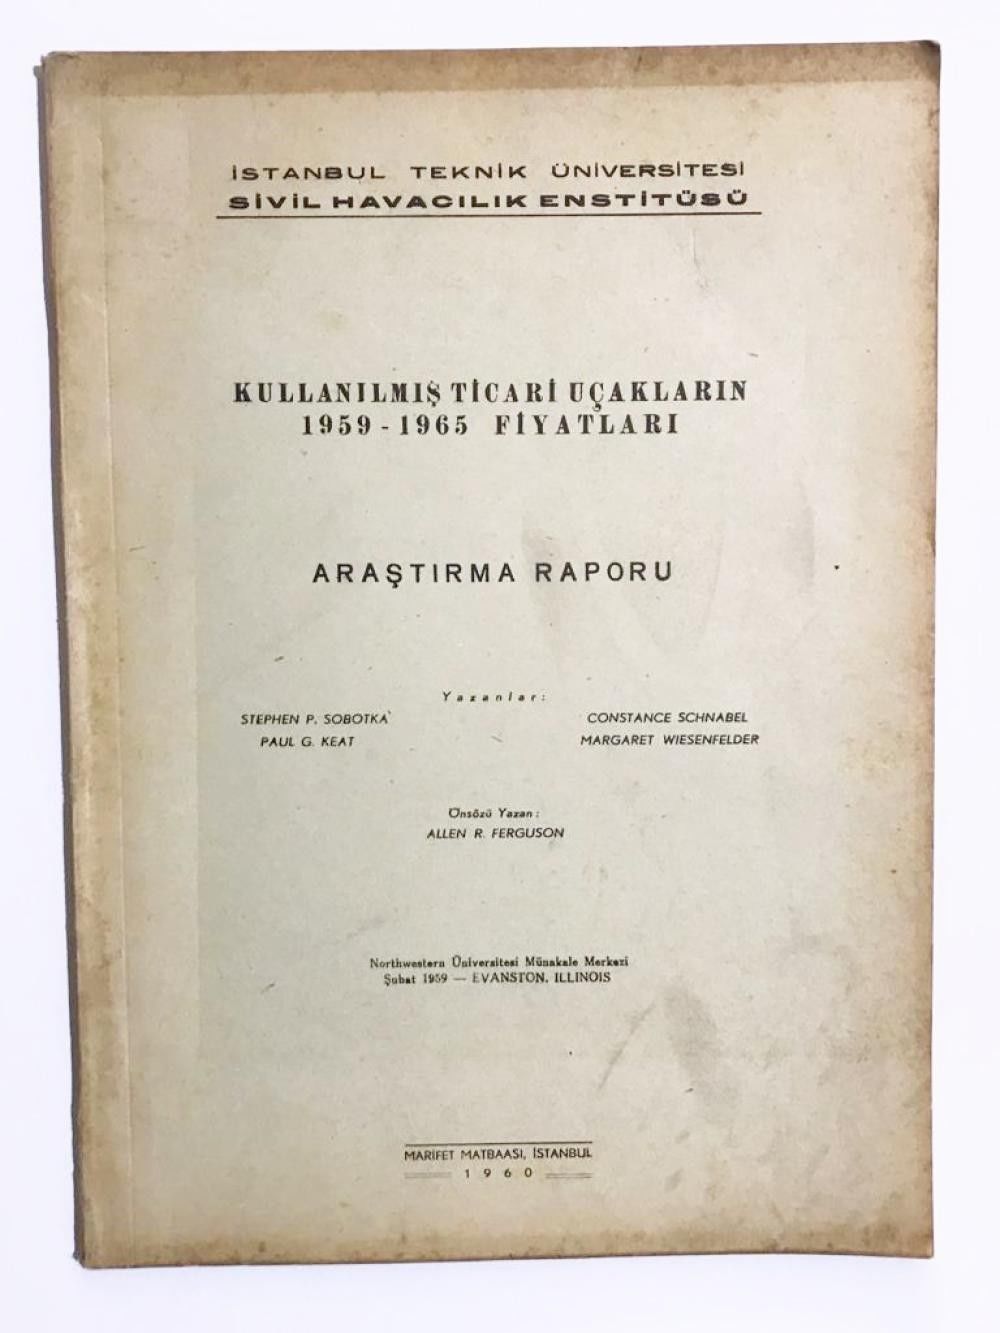 İSTANBUL TEKNİK ÜNİVERSİTESİ
SİVİL HAVACILIK ENSTİTÜSÜ
KULLANILMIŞ TİCARİ UÇAKLARIN
1959 - 1965 FİYATLARI
ARAŞTIRMA RAPORU
Yazanlar:
STEPHEN P. SOBOTKA
PAUL G. KEAT
CONSTANCE SCHNABEL
MARGARET WIESENFELDER
Önsözü Yazan :
ALLEN R. FERGUSON
Northwestern Üniversitesi Münakale Merkezi
Şubat 1959 — EVANSTON, ILLINOIS
MARİFET MATBAASI, İSTANBUL
1960